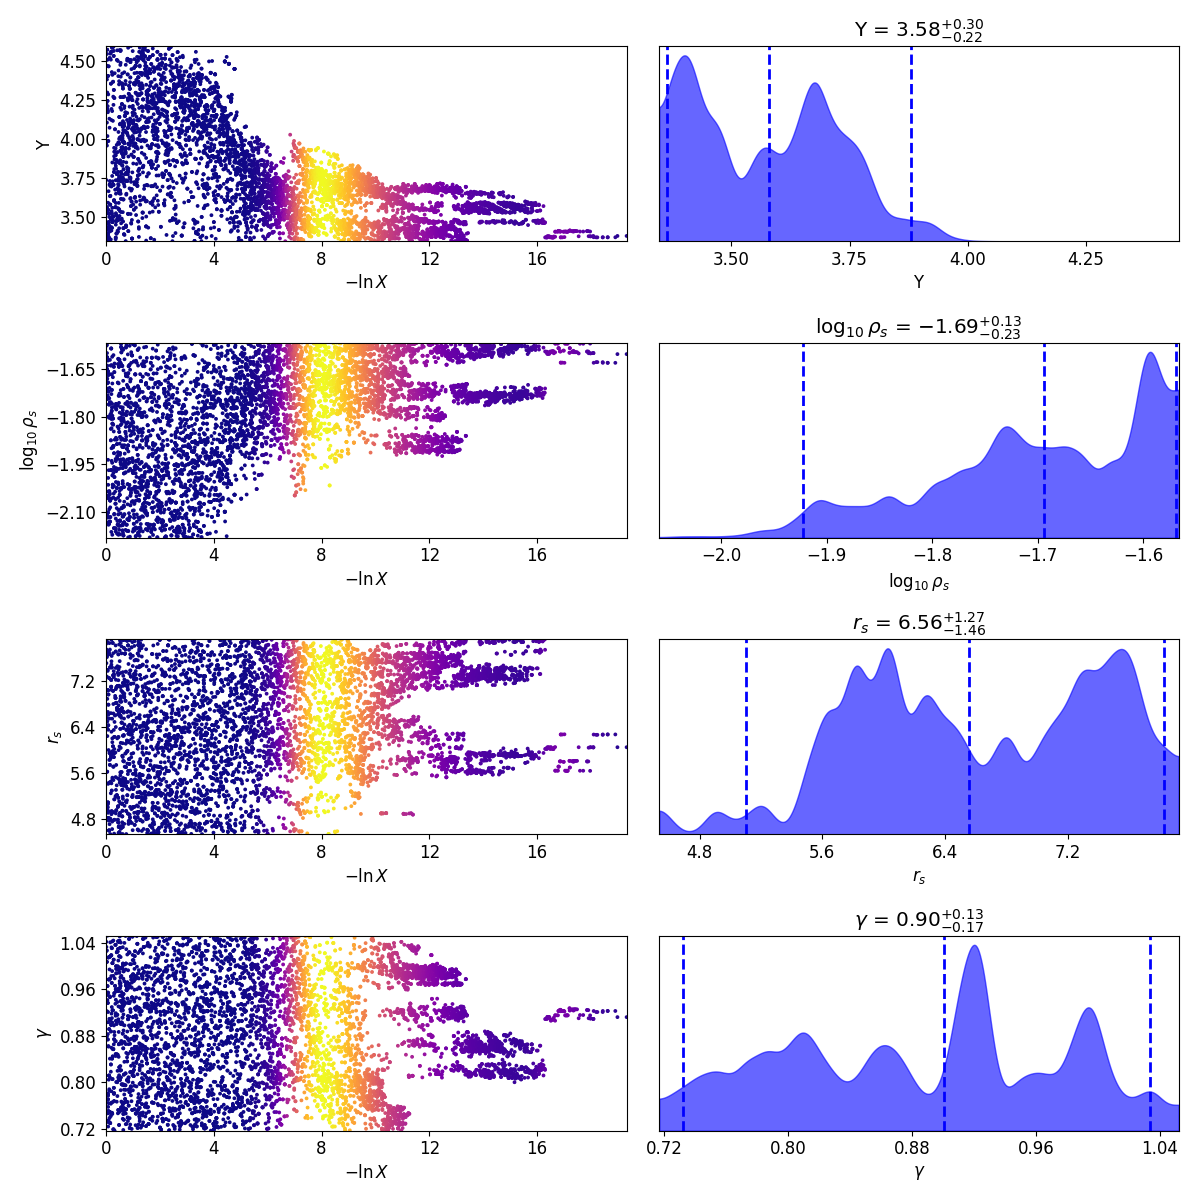 Y = 3.58^{+0.30}_{-0.22}
4.50
4.25
4.00
3.75
3.50
Y
0 4 8 12 16
−ln X
3.50 3.75 4.00 4.25
Y
log₁₀ ρₛ = −1.69^{+0.13}_{-0.23}
−1.65
−1.80
−1.95
−2.10
log₁₀ ρₛ
0 4 8 12 16
−ln X
−2.0 −1.9 −1.8 −1.7 −1.6
log₁₀ ρₛ
rₛ = 6.56^{+1.27}_{-1.46}
7.2
6.4
5.6
4.8
rₛ
0 4 8 12 16
−ln X
4.8 5.6 6.4 7.2
rₛ
γ = 0.90^{+0.13}_{-0.17}
1.04
0.96
0.88
0.80
0.72
γ
0 4 8 12 16
−ln X
0.72 0.80 0.88 0.96 1.04
γ